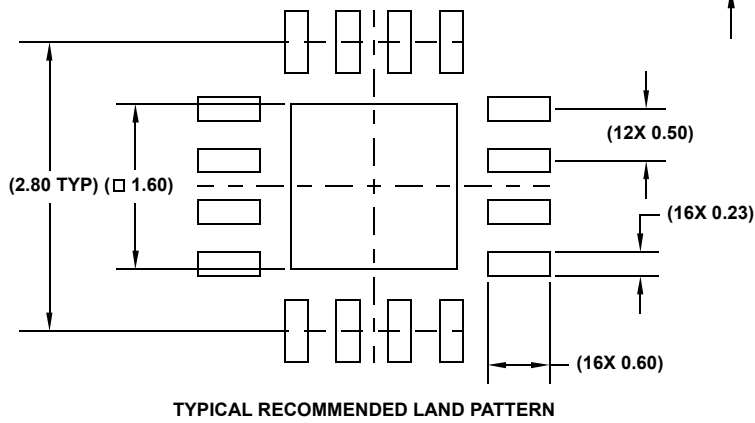 (12X 0.50)
(2.80 TYP) (□ 1.60)
(16X 0.23)
(16X 0.60)
TYPICAL RECOMMENDED LAND PATTERN